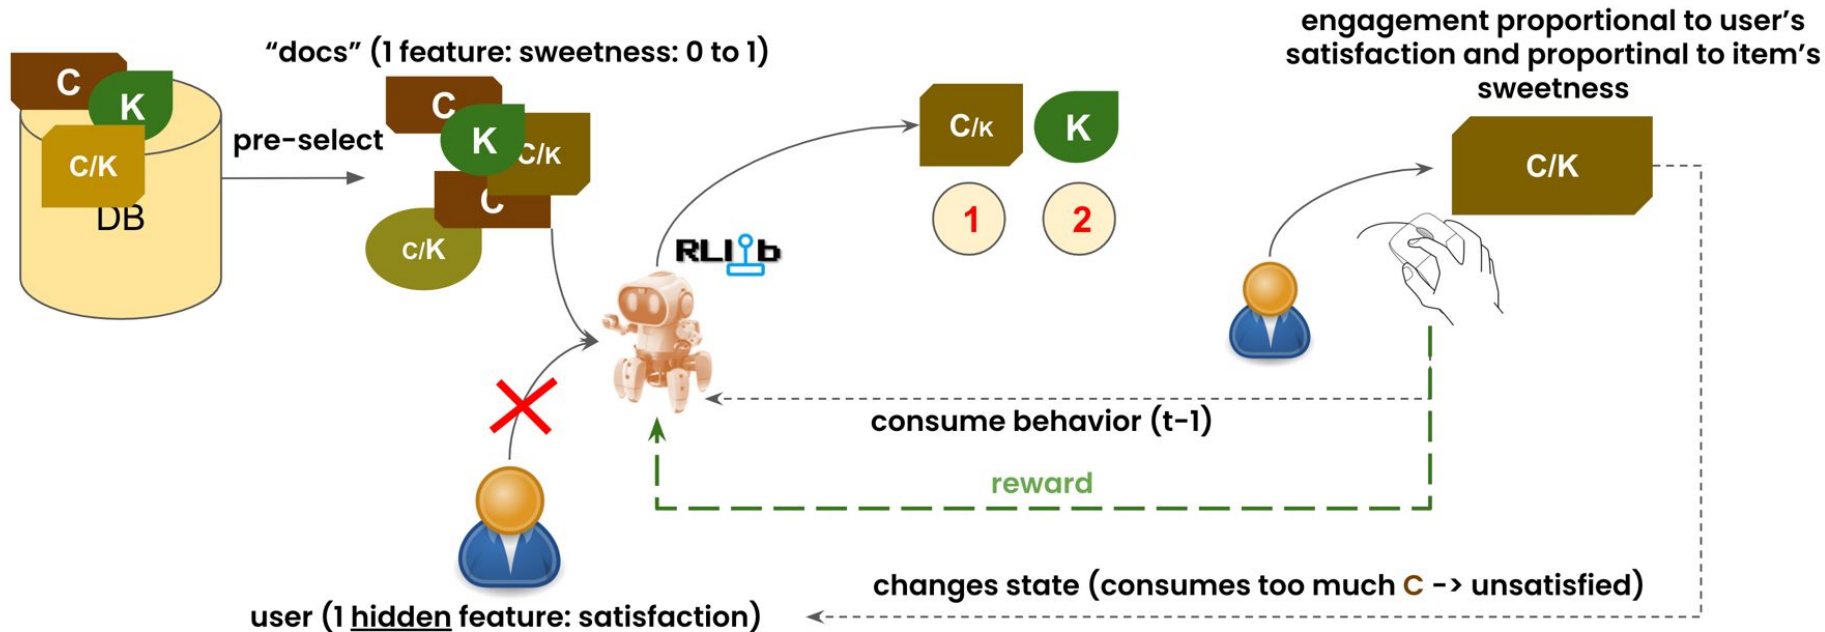 engagement proportional to user's
satisfaction and proportinal to item's
sweetness
"docs" (1 feature: sweetness: 0 to 1)
C
K
C/K
DB
pre-select
C
K
C/K
C
C/K
RLlib
C/K
K
1
2
C/K
consume behavior (t-1)
reward
changes state (consumes too much C -> unsatisfied)
user (1 hidden feature: satisfaction)